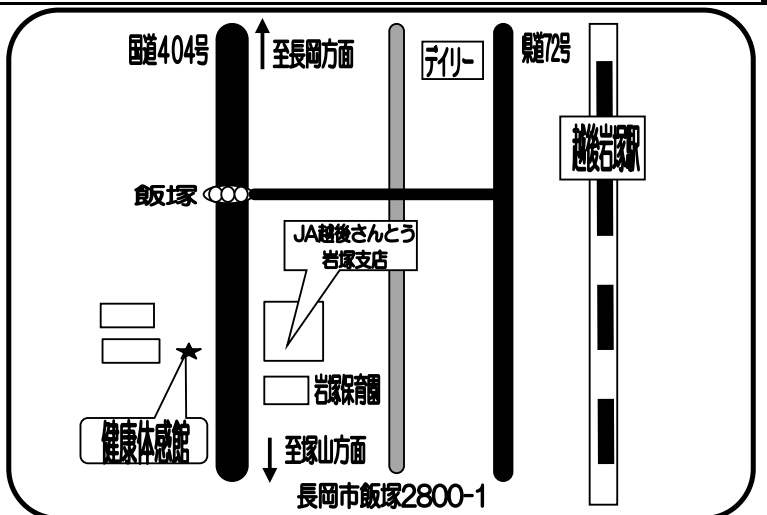 国道404号
至長岡方面
デイリー
県道72号
越後岩塚駅
飯塚
JA越後さんとう
岩塚支店
岩塚保育園
健康体感館
至塚山方面
長岡市飯塚2800-1